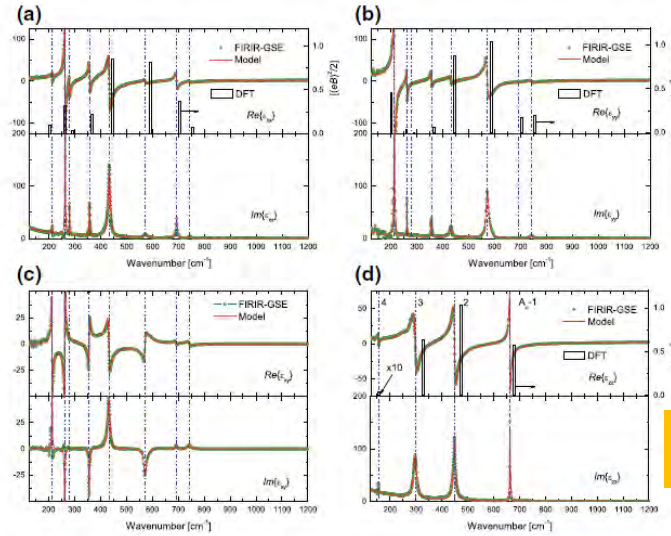 (a)
100
0
-100
200
100
0
FIRIR-GSE
Model
DFT
1.0
0.5
0.0
Re{εxx}
Im{εxx}
200 300 400 500 600 700 800 900 1000 1100 1200
Wavenumber [cm⁻¹]
(b)
[(eB)²/2]
100
0
-100
200
100
0
FIRIR-GSE
Model
DFT
1.0
0.5
0.0
Re{εyy}
Im{εyy}
200 300 400 500 600 700 800 900 1000 1100 1200
Wavenumber [cm⁻¹]
(c)
25
0
-25
25
0
-25
FIRIR-GSE
Model
Re{εxy}
Im{εxy}
200 300 400 500 600 700 800 900 1000 1100 1200
Wavenumber [cm⁻¹]
(d)
50
0
-50
200
100
0
4
3
2
Au-1
x10
FIRIR-GSE
Model
DFT
1.0
0.5
0.0
Re{εzz}
Im{εzz}
200 300 400 500 600 700 800 900 1000 1100 1200
Wavenumber [cm⁻¹]